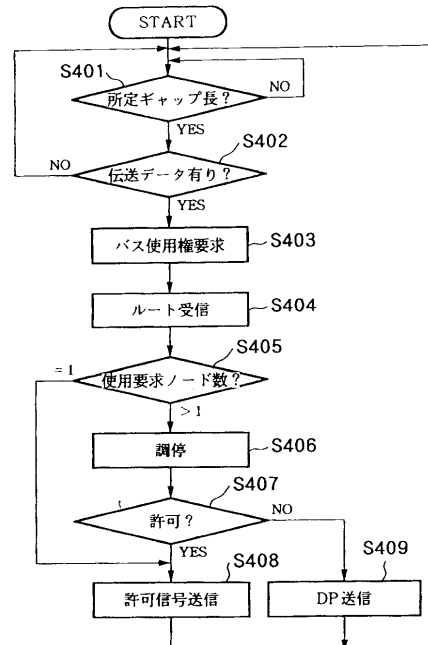 START
S401
所定ギャップ長?
NO
YES
S402
伝送データ有り?
NO
YES
バス使用権要求
S403
ルート受信
S404
S405
使用要求ノード数?
= 1
> 1
調停
S406
S407
許可?
NO
YES
S408
許可信号送信
S409
DP送信